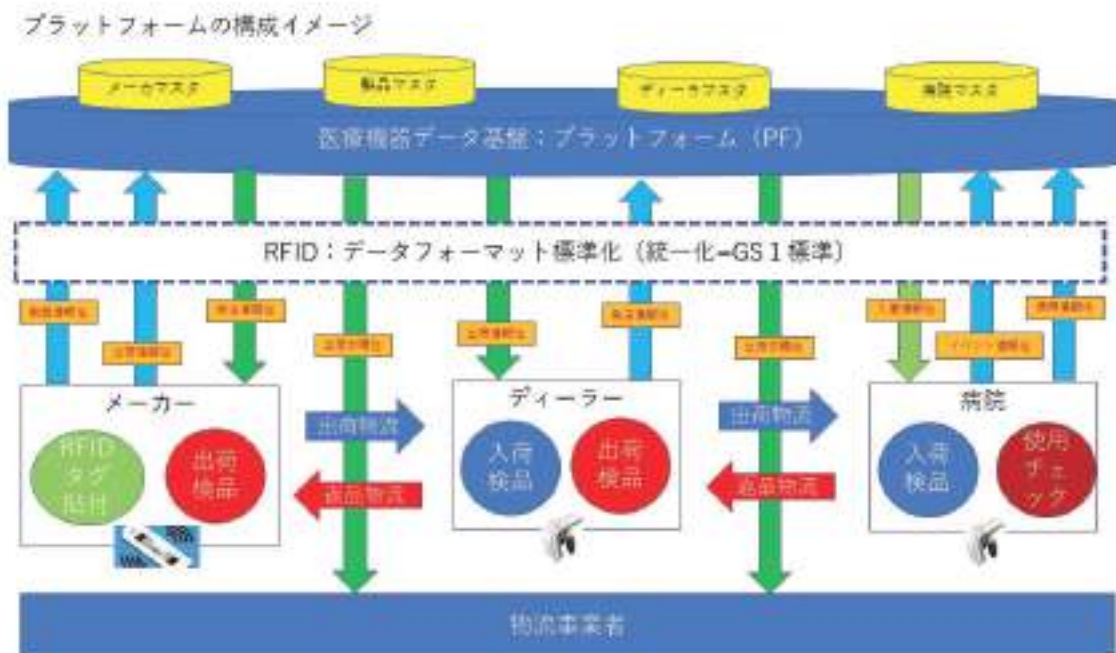 プラットフォームの構成イメージ
メーカマスタ
製品マスタ
ディーラマスタ
病院マスタ
医療機器データ基盤：プラットフォーム（PF）
RFID：データフォーマット標準化（統一化=GS１標準）
メーカー
RFID
タグ
貼付
出荷
検品
出荷物流
返品物流
ディーラー
入荷
検品
出荷
検品
出荷物流
返品物流
病院
入荷
検品
使用
チェ
ック
物流事業者